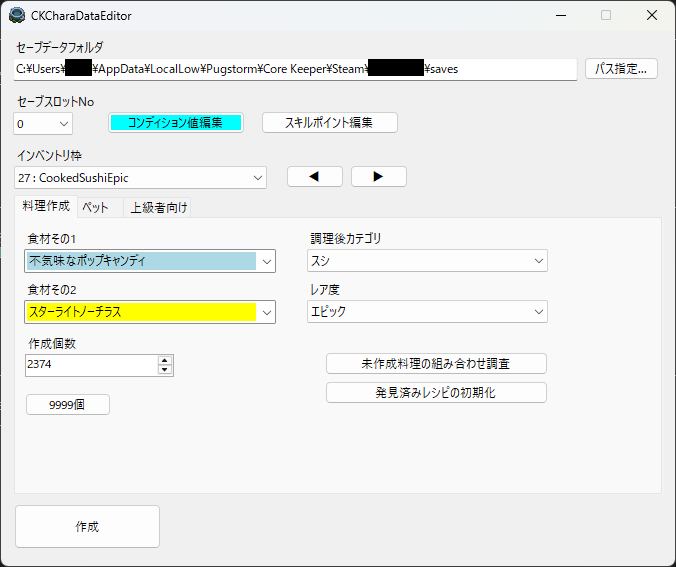 CKCharaDataEditor
セーブデータフォルダ
C:¥Users¥ ¥AppData¥LocalLow¥Pugstorm¥Core Keeper¥Steam¥ ¥saves
パス指定...
セーブスロットNo
0
コンディション値編集
スキルポイント編集
インベントリ枠
27 : CookedSushiEpic
◀
▶
料理作成
ペット
上級者向け
食材その1
調理後カテゴリ
不気味なポップキャンディ
スシ
食材その2
レア度
スターライトノーチラス
エピック
作成個数
2374
未作成料理の組み合わせ調査
発見済みレシピの初期化
9999個
作成